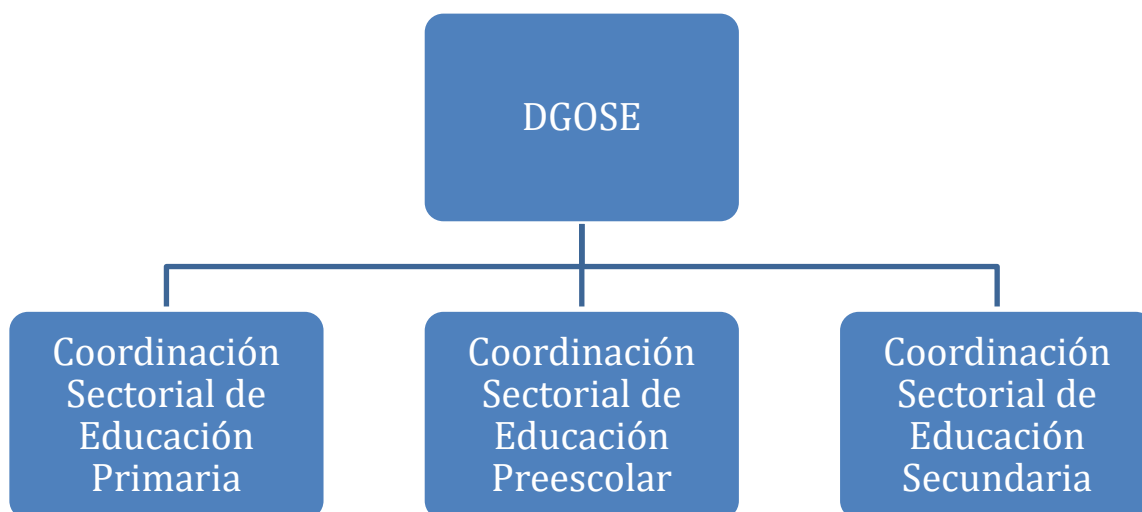 DGOSE
Coordinación
Sectorial de
Educación
Primaria
Coordinación
Sectorial de
Educación
Preescolar
Coordinación
Sectorial de
Educación
Secundaria